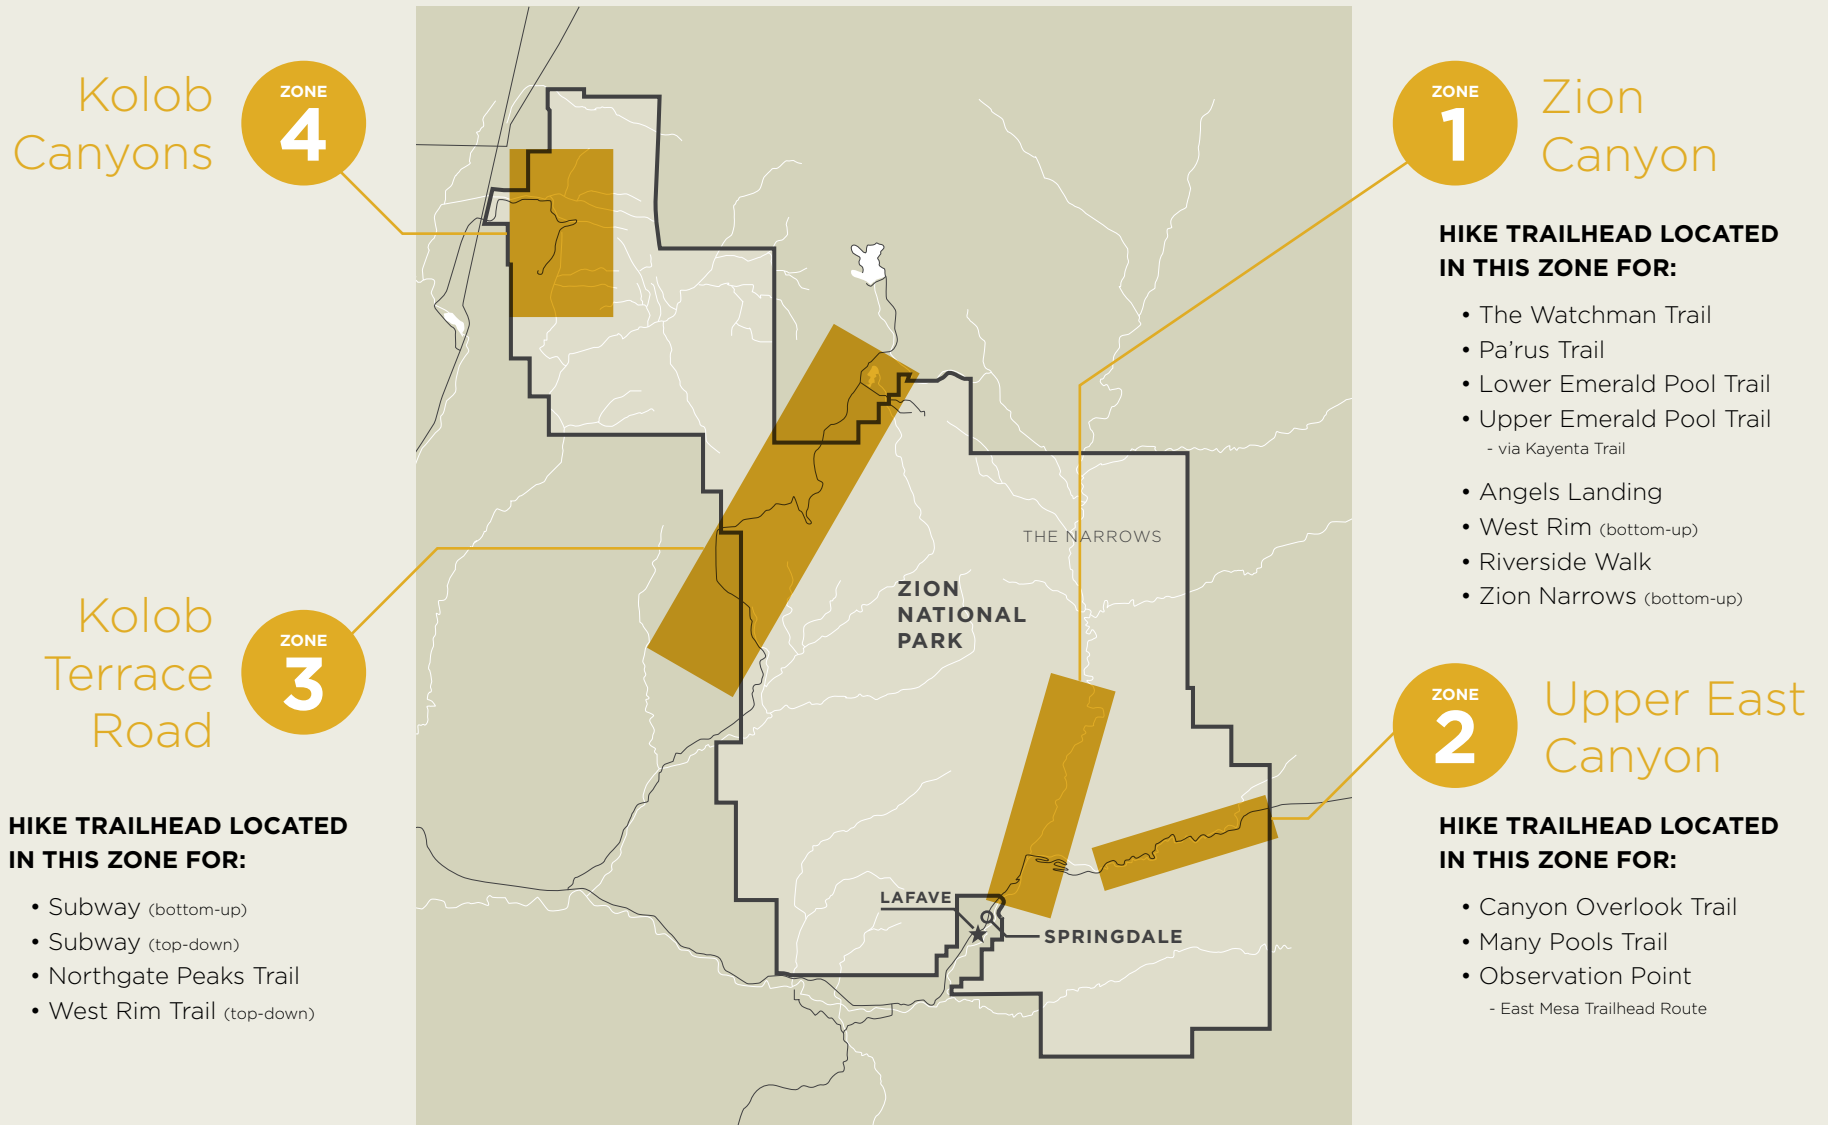 Kolob
Canyons
ZONE
4
ZONE
1
Zion
Canyon
HIKE TRAILHEAD LOCATED
IN THIS ZONE FOR:
• The Watchman Trail
• Pa’rus Trail
• Lower Emerald Pool Trail
• Upper Emerald Pool Trail
- via Kayenta Trail
• Angels Landing
• West Rim (bottom-up)
• Riverside Walk
• Zion Narrows (bottom-up)
THE NARROWS
ZION
NATIONAL
PARK
Kolob
Terrace
Road
ZONE
3
HIKE TRAILHEAD LOCATED
IN THIS ZONE FOR:
• Subway (bottom-up)
• Subway (top-down)
• Northgate Peaks Trail
• West Rim Trail (top-down)
LAFAVE
SPRINGDALE
ZONE
2
Upper East
Canyon
HIKE TRAILHEAD LOCATED
IN THIS ZONE FOR:
• Canyon Overlook Trail
• Many Pools Trail
• Observation Point
- East Mesa Trailhead Route